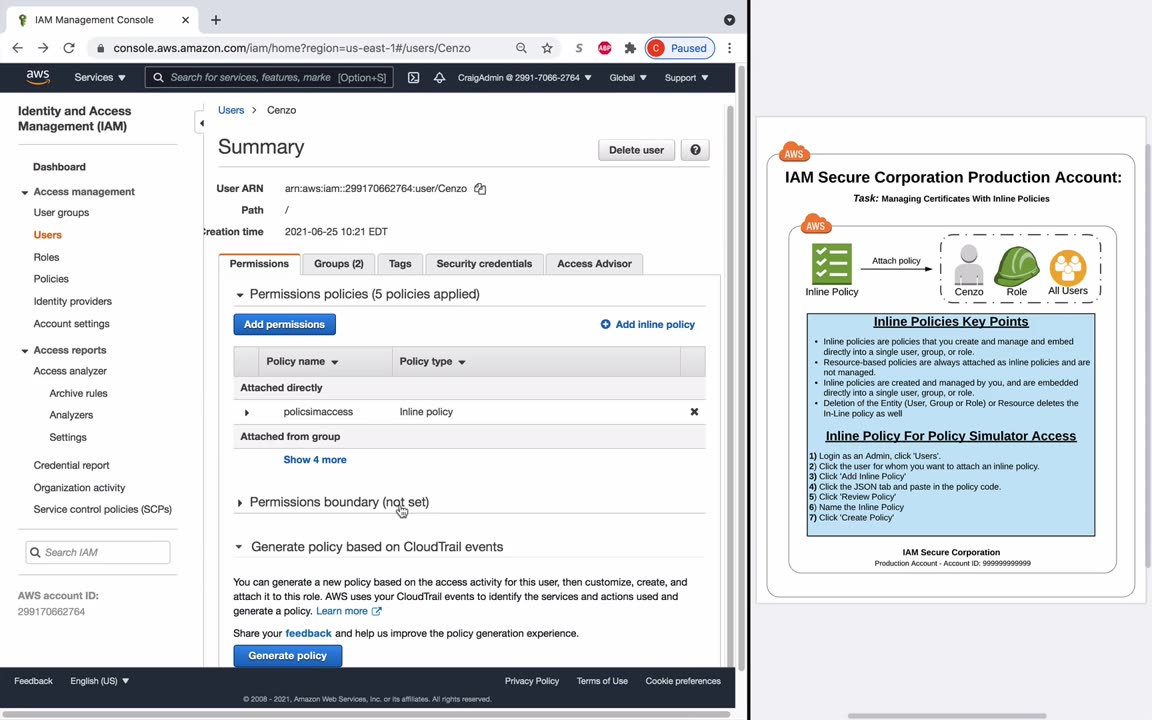 IAM Management Console
console.aws.amazon.com/iam/home?region=us-east-1#/users/Cenzo
S
ABP
C Paused
aws
Services
Search for services, features, marke [Option+S]
CraigAdmin @ 2991-7066-2764
Global
Support
Identity and Access
Management (IAM)
Dashboard
Access management
User groups
Users
Roles
Policies
Identity providers
Account settings
Access reports
Access analyzer
Archive rules
Analyzers
Settings
Credential report
Organization activity
Service control policies (SCPs)
Search IAM
AWS account ID:
299170662764
Users > Cenzo
Summary
Delete user
User ARN arn:aws:iam::299170662764:user/Cenzo
Path /
Creation time 2021-06-25 10:21 EDT
Permissions
Groups (2)
Tags
Security credentials
Access Advisor
Permissions policies (5 policies applied)
Add permissions
Add inline policy
Policy name
Policy type
Attached directly
policsimaccess Inline policy
Attached from group
Show 4 more
Permissions boundary (not set)
Generate policy based on CloudTrail events
You can generate a new policy based on the access activity for this user, then customize, create, and
attach it to this role. AWS uses your CloudTrail events to identify the services and actions used and
generate a policy. Learn more
Share your feedback and help us improve the policy generation experience.
Generate policy
Feedback
English (US)
Privacy Policy
Terms of Use
Cookie preferences
© 2008 - 2021, Amazon Web Services, Inc. or its affiliates. All rights reserved.
AWS
IAM Secure Corporation Production Account:
Task: Managing Certificates With Inline Policies
AWS
Attach policy
Inline Policy
Cenzo
Role
All Users
Inline Policies Key Points
• Inline policies are policies that you create and manage and embed
directly into a single user, group, or role.
• Resource-based policies are always attached as inline policies and are
not managed.
• Inline policies are created and managed by you, and are embedded
directly into a single user, group, or role.
• Deletion of the Entity (User, Group or Role) or Resource deletes the
In-Line policy as well
Inline Policy For Policy Simulator Access
1) Login as an Admin, click 'Users'.
2) Click the user for whom you want to attach an inline policy.
3) Click 'Add Inline Policy'
4) Click the JSON tab and paste in the policy code.
5) Click 'Review Policy'
6) Name the Inline Policy
7) Click 'Create Policy'
IAM Secure Corporation
Production Account - Account ID: 999999999999